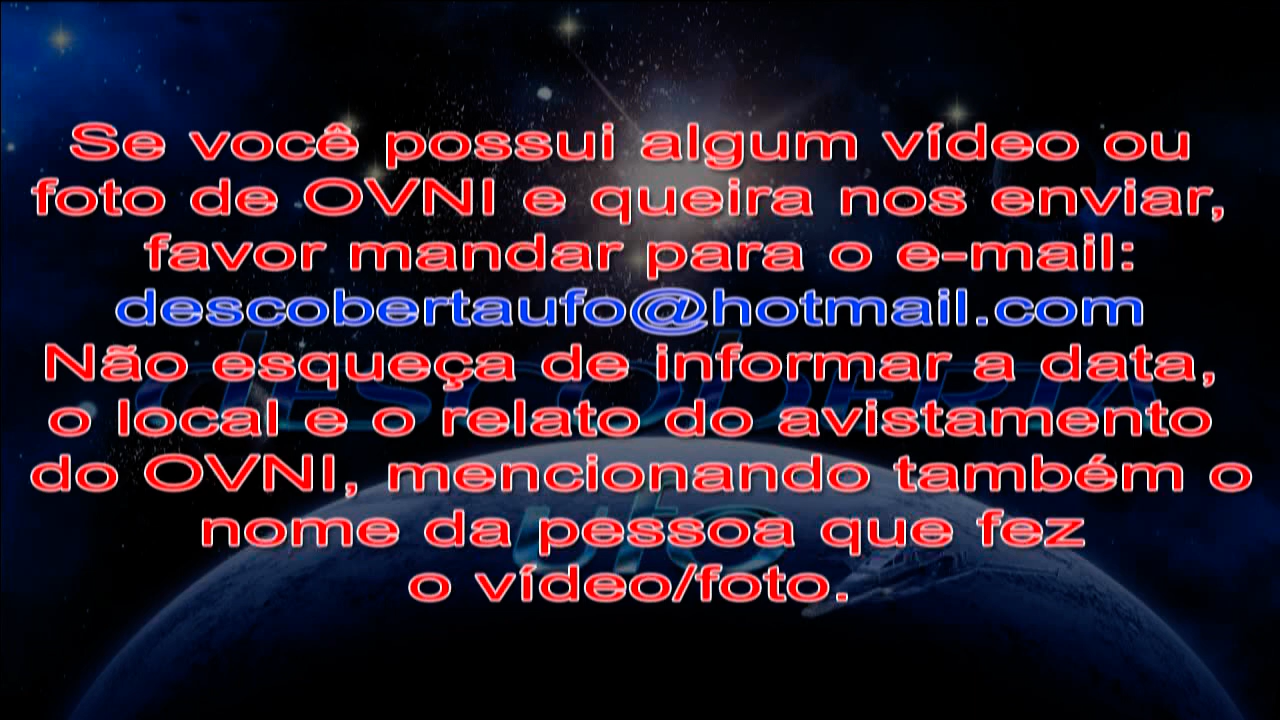 Se você possui algum vídeo ou
foto de OVNI e queira nos enviar,
favor mandar para o e-mail:
descobertaufo@hotmail.com
Não esqueça de informar a data,
o local e o relato do avistamento
do OVNI, mencionando também o
nome da pessoa que fez
o vídeo/foto.
DESCOBERTA
UFO